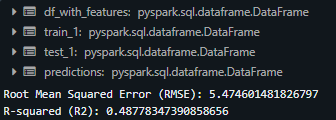 df_with_features: pyspark.sql.dataframe.DataFrame
train_1: pyspark.sql.dataframe.DataFrame
test_1: pyspark.sql.dataframe.DataFrame
predictions: pyspark.sql.dataframe.DataFrame
Root Mean Squared Error (RMSE): 5.474601481826797
R-squared (R2): 0.48778347390858656